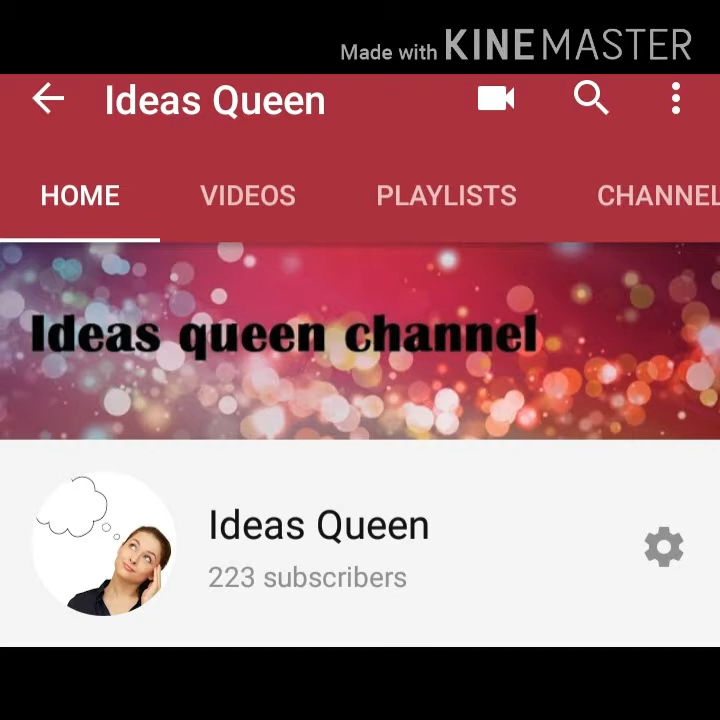 Made with KINEMASTER
Ideas Queen
HOME VIDEOS PLAYLISTS CHANNEL
Ideas queen channel
Ideas Queen
223 subscribers